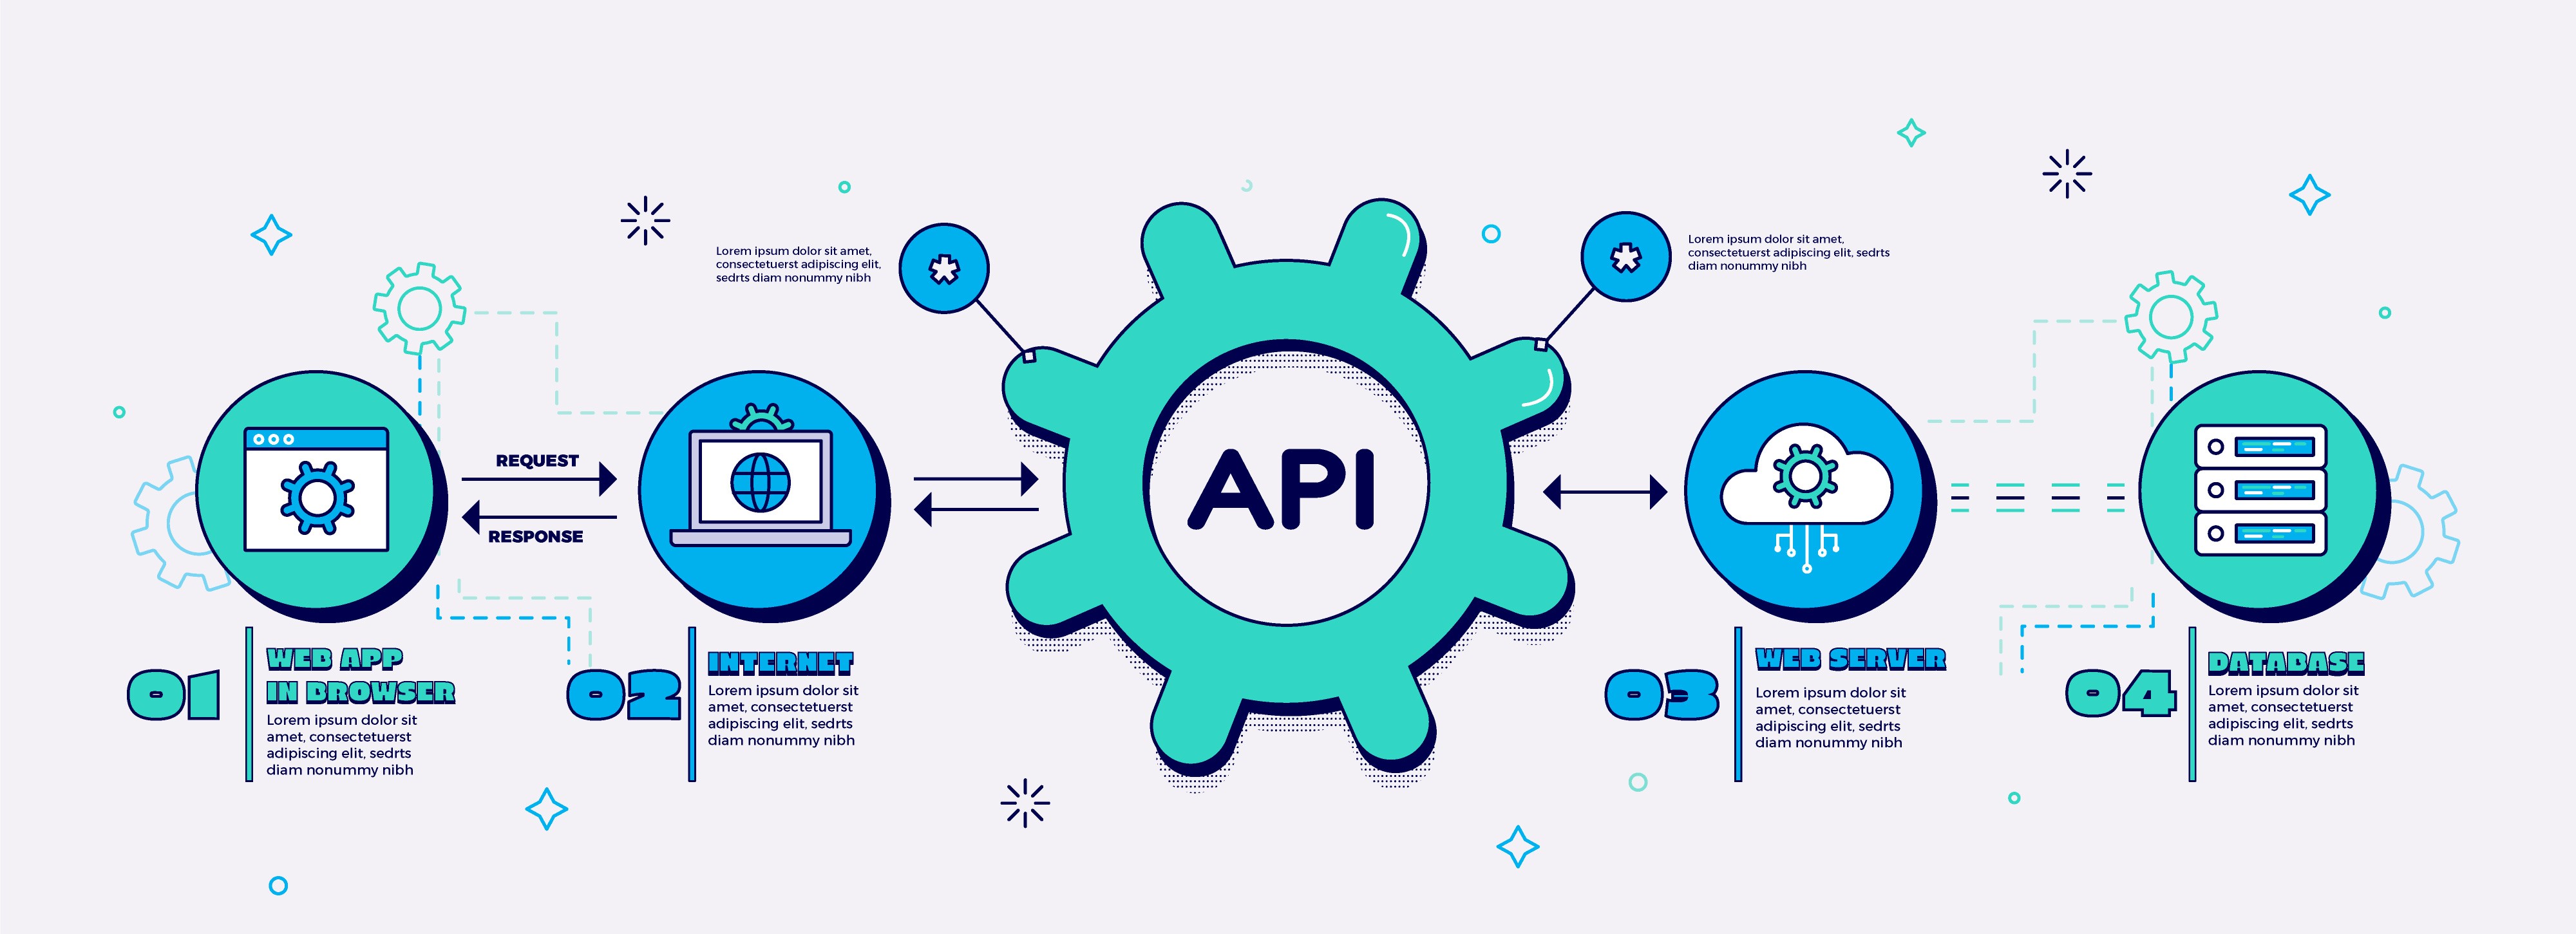 Lorem ipsum dolor sit amet,
consectetuerst adipiscing elit,
sedrts diam nonummy nibh
Lorem ipsum dolor sit amet,
consectetuerst adipiscing elit, sedrts
diam nonummy nibh
REQUEST
RESPONSE
API
01
WEB APP
IN BROWSER
Lorem ipsum dolor sit
amet, consectetuerst
adipiscing elit, sedrts
diam nonummy nibh
02
INTERNET
Lorem ipsum dolor sit
amet, consectetuerst
adipiscing elit, sedrts
diam nonummy nibh
03
WEB SERVER
Lorem ipsum dolor sit
amet, consectetuerst
adipiscing elit, sedrts
diam nonummy nibh
04
DATABASE
Lorem ipsum dolor sit
amet, consectetuerst
adipiscing elit, sedrts
diam nonummy nibh